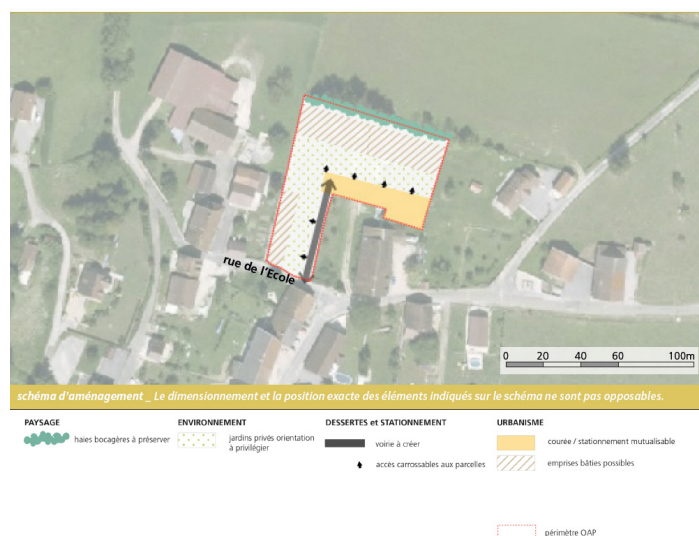 rue de l'Ecole
0 20 40 60 100m
schéma d'aménagement _ Le dimensionnement et la position exacte des éléments indiqués sur le schéma ne sont pas opposables.
PAYSAGE
haies bocagères à préserver
ENVIRONNEMENT
jardins privés orientation
à privilégier
DESSERTES et STATIONNEMENT
voirie à créer
accès carrossables aux parcelles
URBANISME
courée / stationnement mutualisable
emprises bâties possibles
périmètre OAP